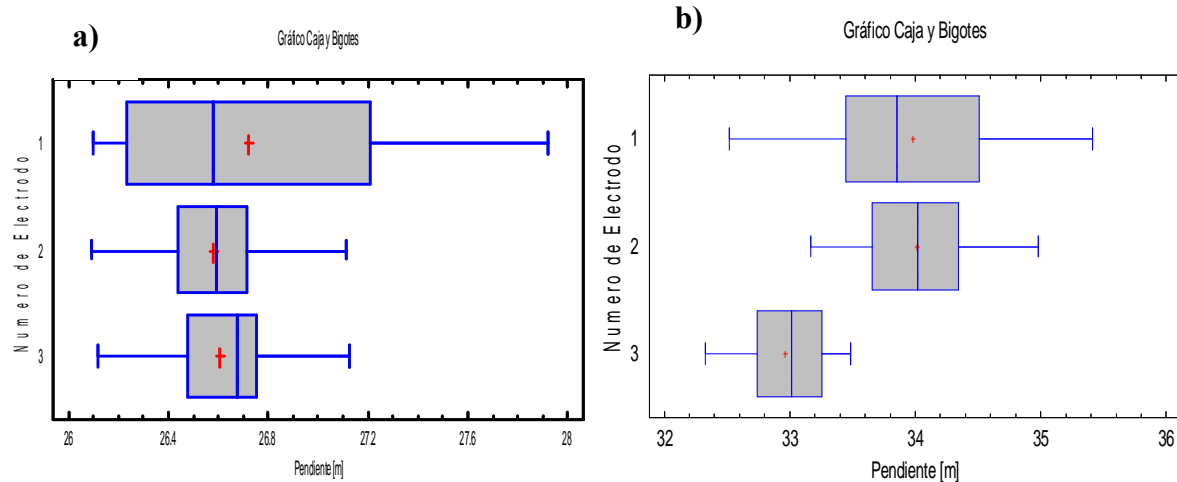 a)
Gráfico Caja y Bigotes
Numero de Electrodo
1
2
3
26
26.4
26.8
27.2
27.6
28
Pendiente [m]
b)
Gráfico Caja y Bigotes
Numero de Electrodo
1
2
3
32
33
34
35
36
Pendiente [m]